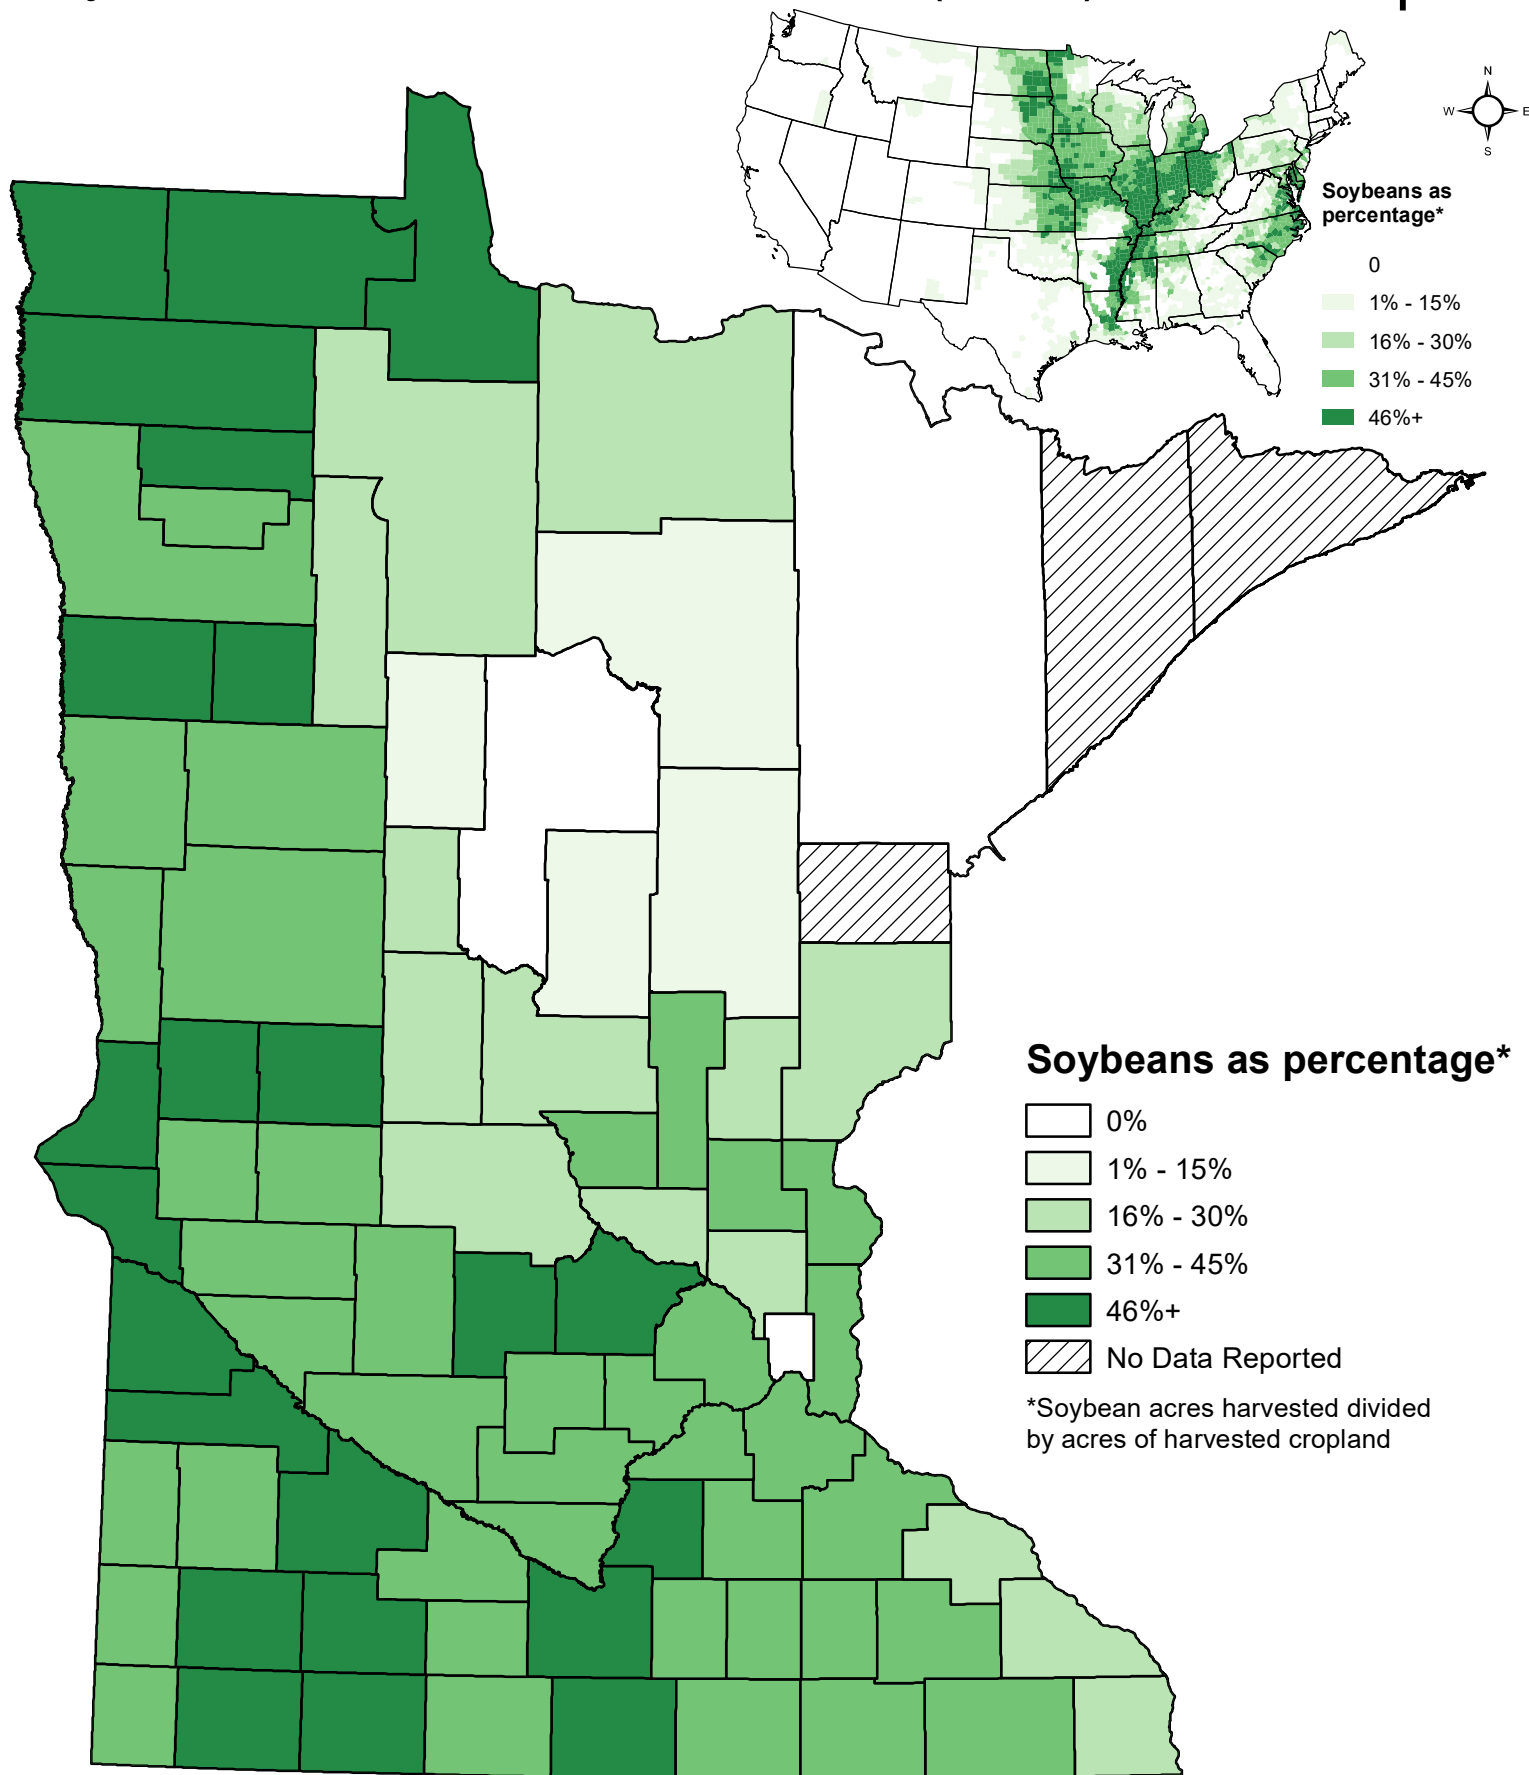 N
W
E
S
Soybeans as
percentage*
0
1% - 15%
16% - 30%
31% - 45%
46%+
Soybeans as percentage*
0%
1% - 15%
16% - 30%
31% - 45%
46%+
No Data Reported
*Soybean acres harvested divided
by acres of harvested cropland